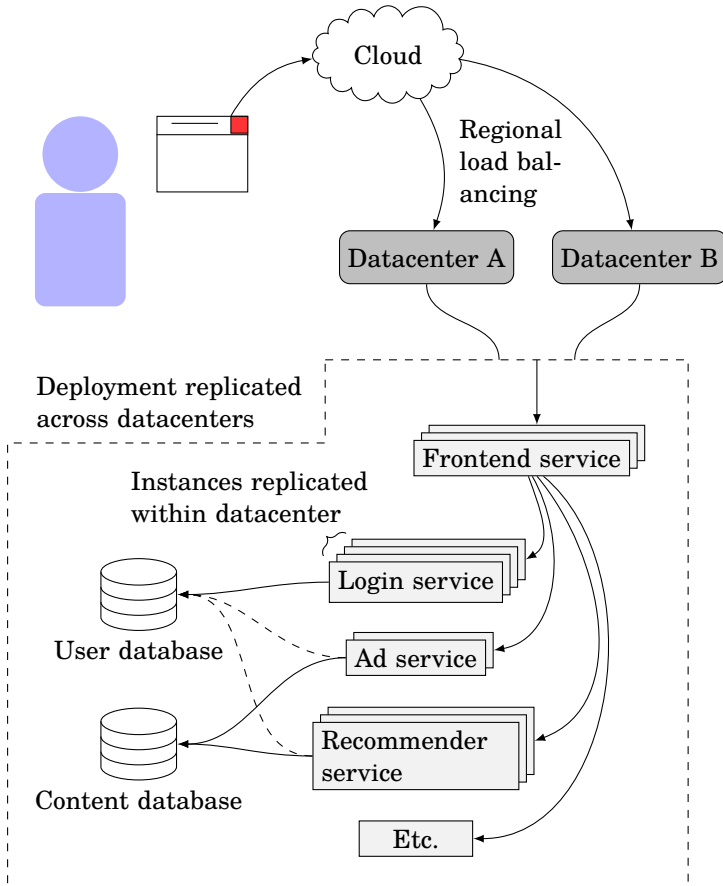 Cloud
Regional
load bal-
ancing
Datacenter A
Datacenter B
Deployment replicated
across datacenters
Frontend service
Instances replicated
within datacenter
Login service
User database
Ad service
Recommender
service
Content database
Etc.